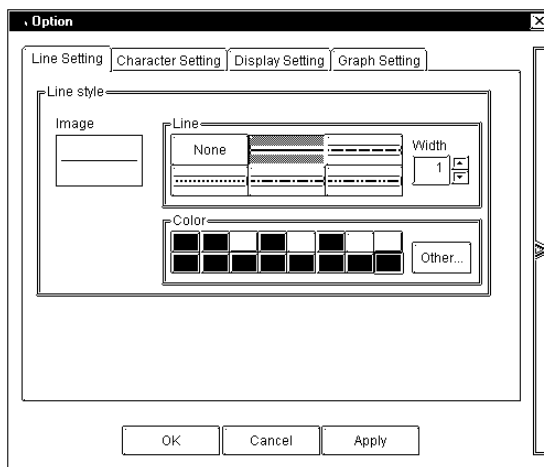 Option
Line Setting Character Setting Display Setting Graph Setting
Line style
Image
Line
None
Width
1
Color
Other...
OK Cancel Apply